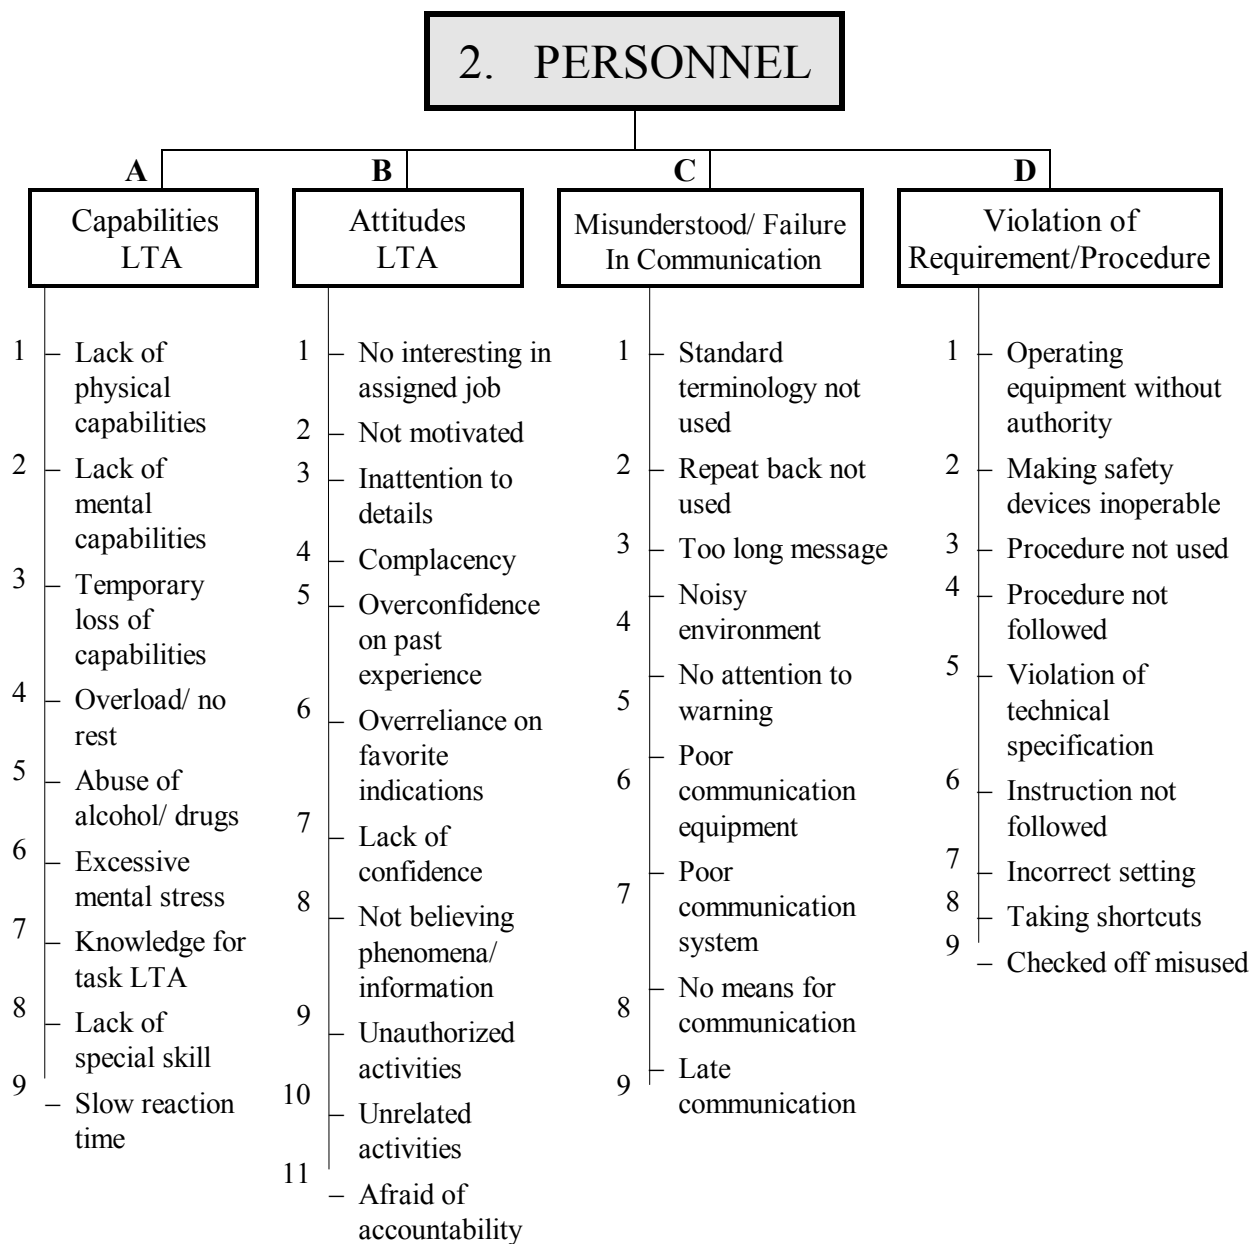 2. PERSONNEL
A
Capabilities
LTA
1 – Lack of
physical
capabilities
2 – Lack of
mental
capabilities
3 – Temporary
loss of
capabilities
4 – Overload/ no
rest
5 – Abuse of
alcohol/ drugs
6 – Excessive
mental stress
7 – Knowledge for
task LTA
8 – Lack of
special skill
9 – Slow reaction
time
B
Attitudes
LTA
1 – No interesting in
assigned job
2 – Not motivated
3 – Inattention to
details
4 – Complacency
5 – Overconfidence
on past
experience
6 – Overreliance on
favorite
indications
7 – Lack of
confidence
8 – Not believing
phenomena/
information
9 – Unauthorized
activities
10 – Unrelated
activities
11 – Afraid of
accountability
C
Misunderstood/ Failure
In Communication
1 – Standard
terminology not
used
2 – Repeat back not
used
3 – Too long message
4 – Noisy
environment
5 – No attention to
warning
6 – Poor
communication
equipment
7 – Poor
communication
system
8 – No means for
communication
9 – Late
communication
D
Violation of
Requirement/Procedure
1 – Operating
equipment without
authority
2 – Making safety
devices inoperable
3 – Procedure not used
4 – Procedure not
followed
5 – Violation of
technical
specification
6 – Instruction not
followed
7 – Incorrect setting
8 – Taking shortcuts
9 – Checked off misused